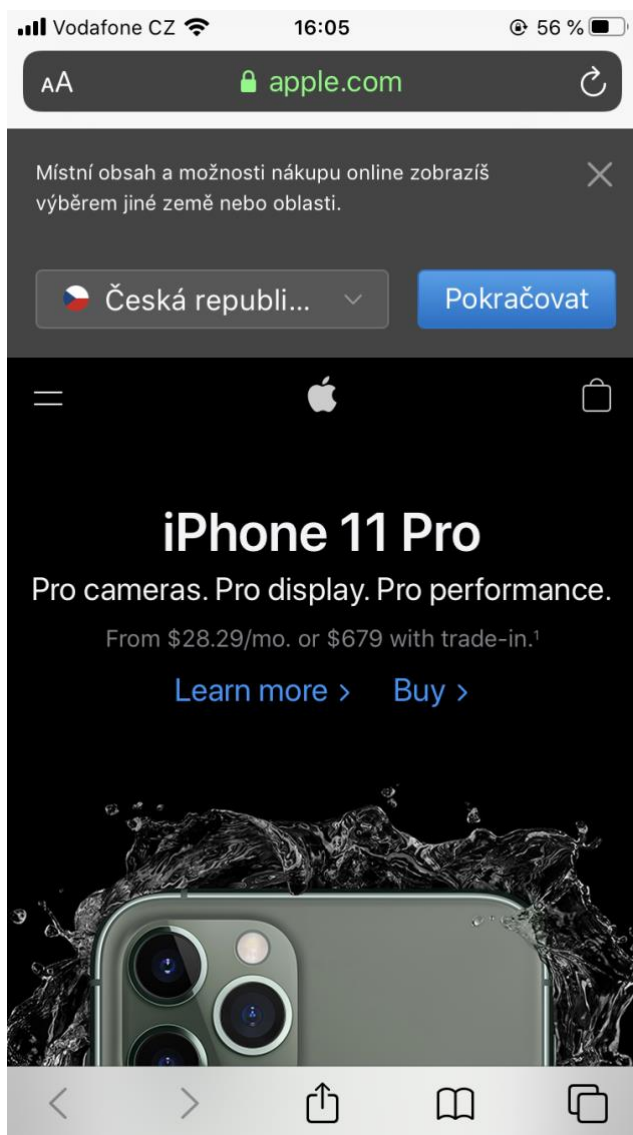 Vodafone CZ 16:05 56 %
AA apple.com
Místní obsah a možnosti nákupu online zobrazíš
výběrem jiné země nebo oblasti.
Česká republi... Pokračovat
iPhone 11 Pro
Pro cameras. Pro display. Pro performance.
From $28.29/mo. or $679 with trade-in.¹
Learn more > Buy >